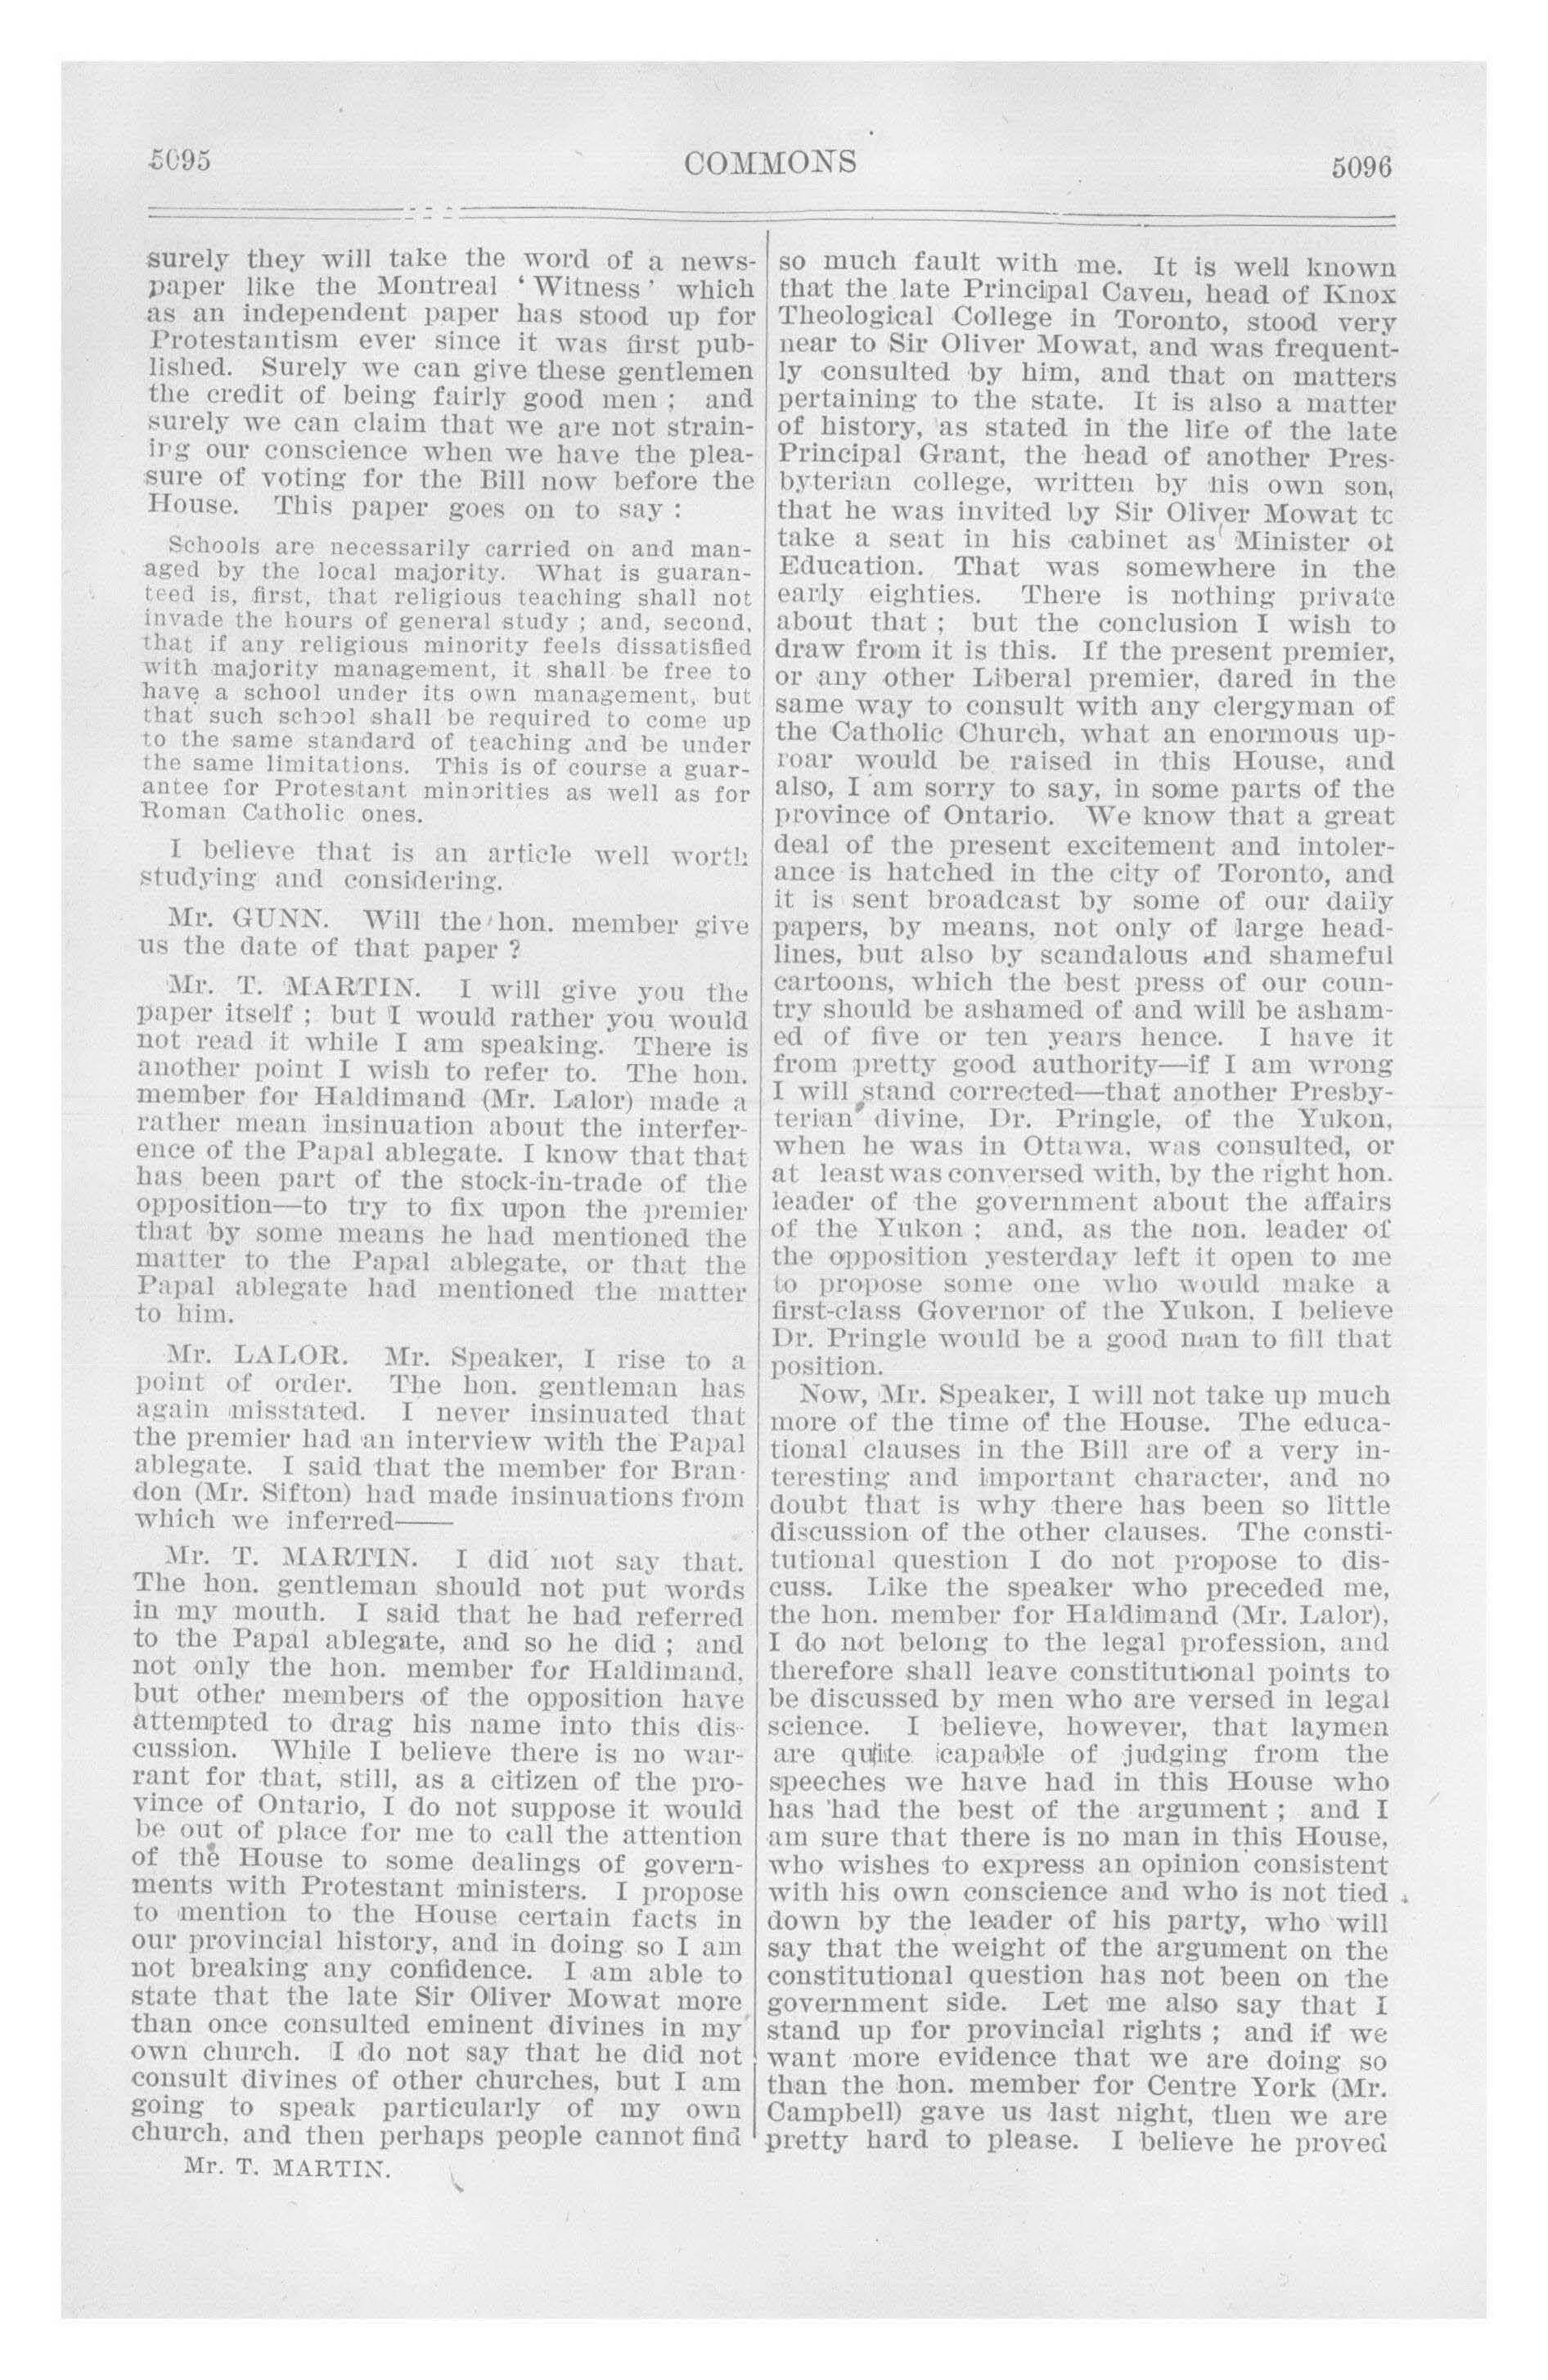 5095
COMMONS
5096
surely they will take the word of a news-
paper like the Montreal ‘ Witness ’ which
as an independent paper has stood up for
Protestantism ever since it was first pub-
lished. Surely we can give these gentlemen
the credit of being fairly good men ; and
surely we can claim that we are not strain-
ing our conscience when we have the plea-
sure of voting for the Bill now before the
House. This paper goes on to say :
Schools are necessarily carried on and man-
aged by the local majority. What is guaran-
teed is, first, that religious teaching shall not
invade the hours of general study ; and, second,
that if any religious minority feels dissatisfied
with majority management, it shall be free to
have a school under its own management, but
that such school shall be required to come up
to the same standard of teaching and be under
the same limitations. This is of course a guar-
antee for Protestant minorities as well as for
Roman Catholic ones.
I believe that is an article well worth
studying and considering.
Mr. GUNN. Will the hon. member give
us the date of that paper ?
Mr. T. MARTIN. I will give you the
paper itself ; but I would rather you would
not read it while I am speaking. There is
another point I wish to refer to. The hon.
member for Haldimand (Mr. Lalor) made a
rather mean insinuation about the interfer-
ence of the Papal ablegate. I know that that
has been part of the stock-in-trade of the
opposition—to try to fix upon the premier
that by some means he had mentioned the
matter to the Papal ablegate, or that the
Papal ablegate had mentioned the matter
to him.
Mr. LALOR. Mr. Speaker, I rise to a
point of order. The hon. gentleman has
again misstated. I never insinuated that
the premier had an interview with the Papal
ablegate. I said that the member for Bran-
don (Mr. Sifton) had made insinuations from
which we inferred——
Mr. T. MARTIN. I did not say that.
The hon. gentleman should not put words
in my mouth. I said that he had referred
to the Papal ablegate, and so he did ; and
not only the hon. member for Haldimand,
but other members of the opposition have
attempted to drag his name into this dis-
cussion. While I believe there is no war-
rant for that, still, as a citizen of the pro-
vince of Ontario, I do not suppose it would
be out of place for me to call the attention
of the House to some dealings of govern-
ments with Protestant ministers. I propose
to mention to the House certain facts in
our provincial history, and in doing so I am
not breaking any confidence. I am able to
state that the late Sir Oliver Mowat more
than once consulted eminent divines in my
own church. I do not say that he did not
consult divines of other churches, but I am
going to speak particularly of my own
church, and then perhaps people cannot find
Mr. T. MARTIN.
so much fault with me. It is well known
that the late Principal Caven, head of Knox
Theological College in Toronto, stood very
near to Sir Oliver Mowat, and was frequent-
ly consulted by him, and that on matters
pertaining to the state. It is also a matter
of history, as stated in the life of the late
Principal Grant, the head of another Pres-
byterian college, written by his own son,
that he was invited by Sir Oliver Mowat to
take a seat in his cabinet as Minister of
Education. That was somewhere in the
early eighties. There is nothing private
about that ; but the conclusion I wish to
draw from it is this. If the present premier,
or any other Liberal premier, dared in the
same way to consult with any clergyman of
the Catholic Church, what an enormous up-
roar would be raised in this House, and
also, I am sorry to say, in some parts of the
province of Ontario. We know that a great
deal of the present excitement and intoler-
ance is hatched in the city of Toronto, and
it is sent broadcast by some of our daily
papers, by means, not only of large head-
lines, but also by scandalous and shameful
cartoons, which the best press of our coun-
try should be ashamed of and will be asham-
ed of five or ten years hence. I have it
from pretty good authority—if I am wrong
I will stand corrected—that another Presby-
terian divine, Dr. Pringle, of the Yukon,
when he was in Ottawa, was consulted, or
at least was conversed with, by the right hon.
leader of the government about the affairs
of the Yukon ; and, as the hon. leader of
the opposition yesterday left it open to me
to propose some one who would make a
first-class Governor of the Yukon, I believe
Dr. Pringle would be a good man to fill that
position.
Now, Mr. Speaker, I will not take up much
more of the time of the House. The educa-
tional clauses in the Bill are of a very in-
teresting and important character, and no
doubt that is why there has been so little
discussion of the other clauses. The consti-
tutional question I do not propose to dis-
cuss. Like the speaker who preceded me,
the hon. member for Haldimand (Mr. Lalor),
I do not belong to the legal profession, and
therefore shall leave constitutional points to
be discussed by men who are versed in legal
science. I believe, however, that laymen
are quite capable of judging from the
speeches we have had in this House who
has had the best of the argument ; and I
am sure that there is no man in this House,
who wishes to express an opinion consistent
with his own conscience and who is not tied
down by the leader of his party, who will
say that the weight of the argument on the
constitutional question has not been on the
government side. Let me also say that I
stand up for provincial rights ; and if we
want more evidence that we are doing so
than the hon. member for Centre York (Mr.
Campbell) gave us last night, then we are
pretty hard to please. I believe he proved